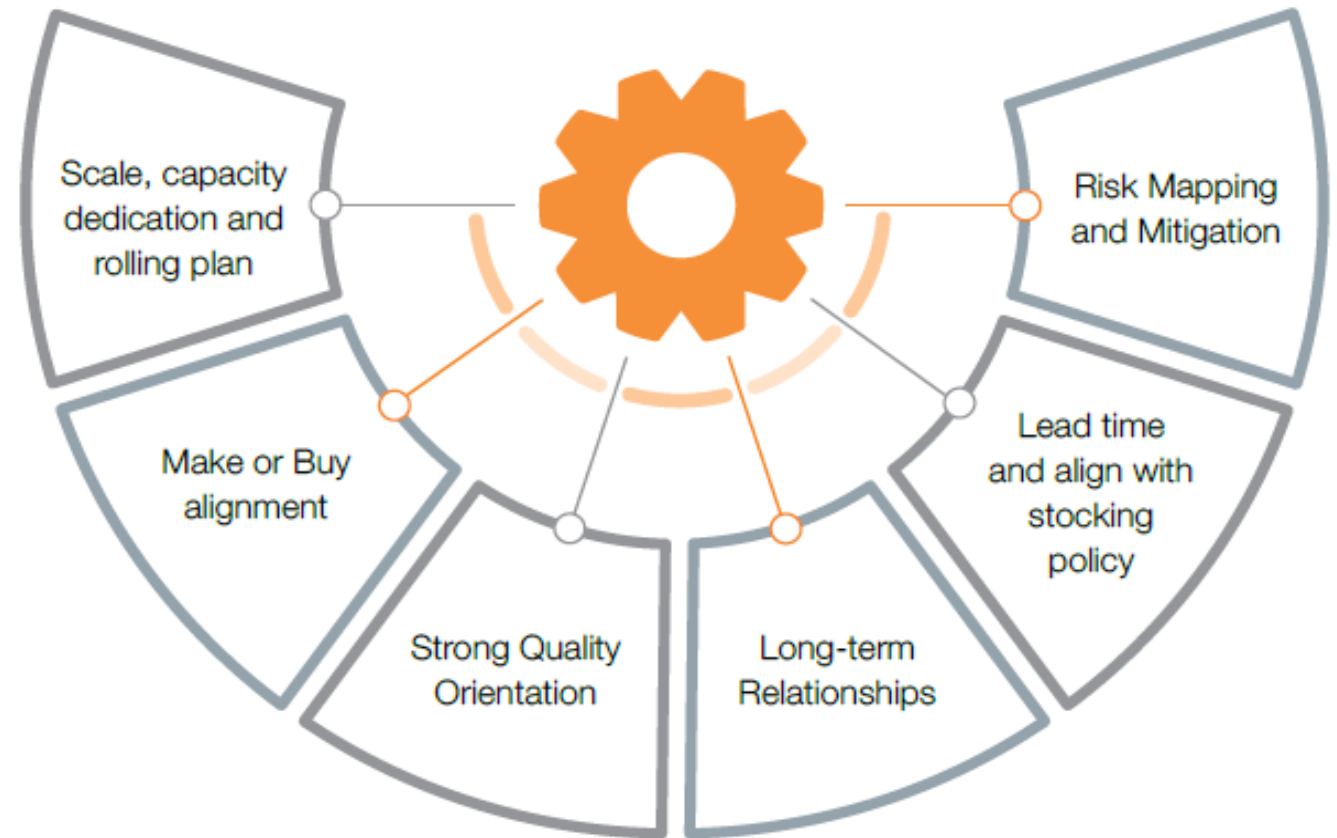 Scale, capacity
dedication and
rolling plan
Make or Buy
alignment
Strong Quality
Orientation
Long-term
Relationships
Lead time
and align with
stocking
policy
Risk Mapping
and Mitigation